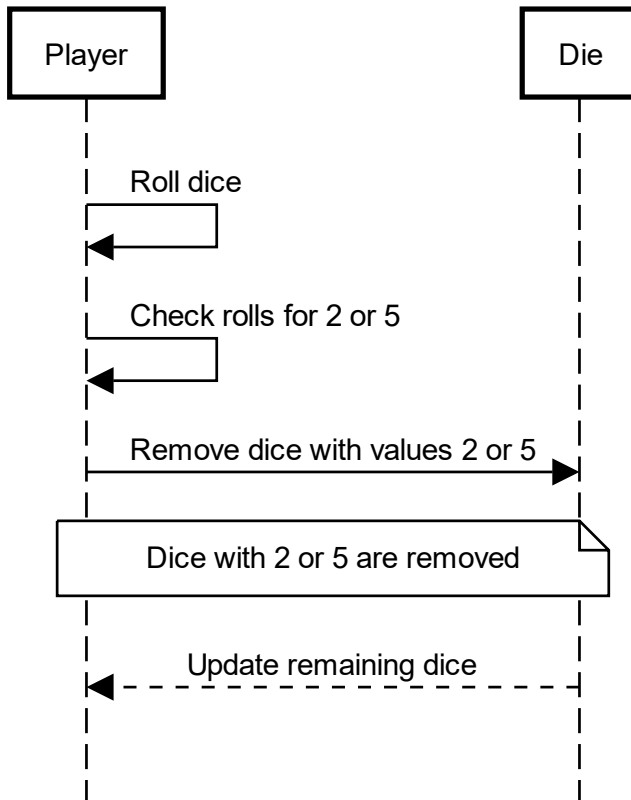 Player
Die
Roll dice
Check rolls for 2 or 5
Remove dice with values 2 or 5
Dice with 2 or 5 are removed
Update remaining dice